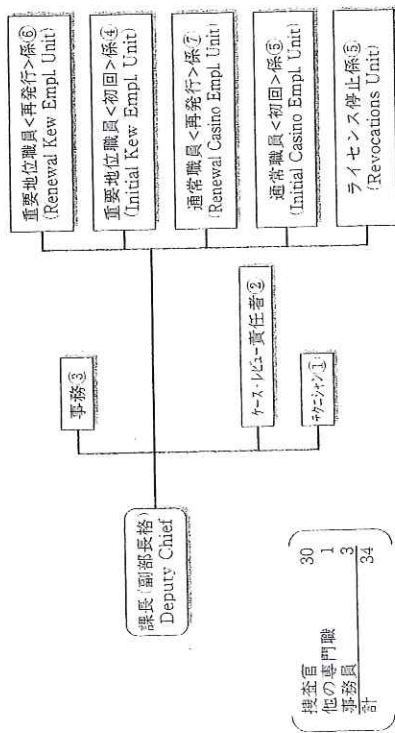 課長(副部長格)
Deputy Chief
事務③
ケース・レビュー責任者②
テクニシャン①
重要地位職員<再発行>係⑥
(Renewal Kew Empl Unit)
重要地位職員<初回>係④
(Initial Kew Empl Unit)
通常職員<再発行>係⑦
(Renewal Casino Empl Unit)
通常職員<初回>係⑤
(Initial Casino Empl. Unit)
ライセンス停止係⑤
(Revocations Unit)
捜査官 30
他の専門職 1
事務員 3
計 34